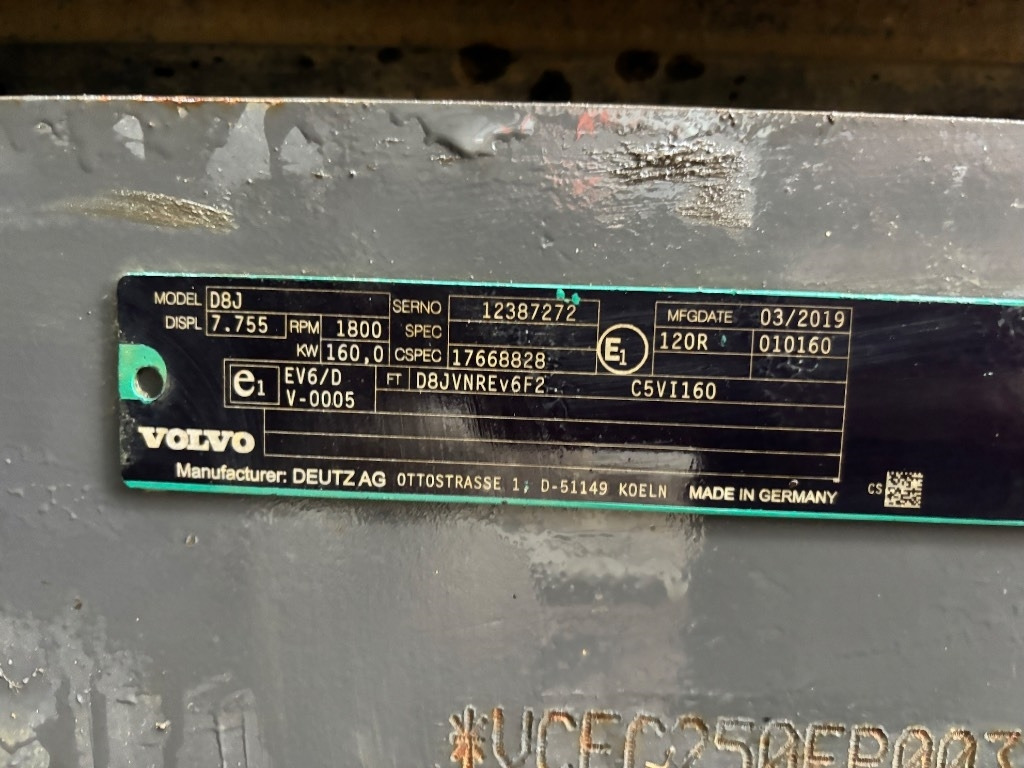 MODEL D8J SERNO 12387272 MFGDATE 03/2019
DISPL 7.755 RPM 1800 SPEC E1 120R 010160
KW 160,0 CSPEC 17668828
e1 EV6/D FT D8JVNREv6F2 C5VI160
V-0005
VOLVO
Manufacturer: DEUTZ AG OTTOSTRASSE 1, D-51149 KOELN MADE IN GERMANY CS